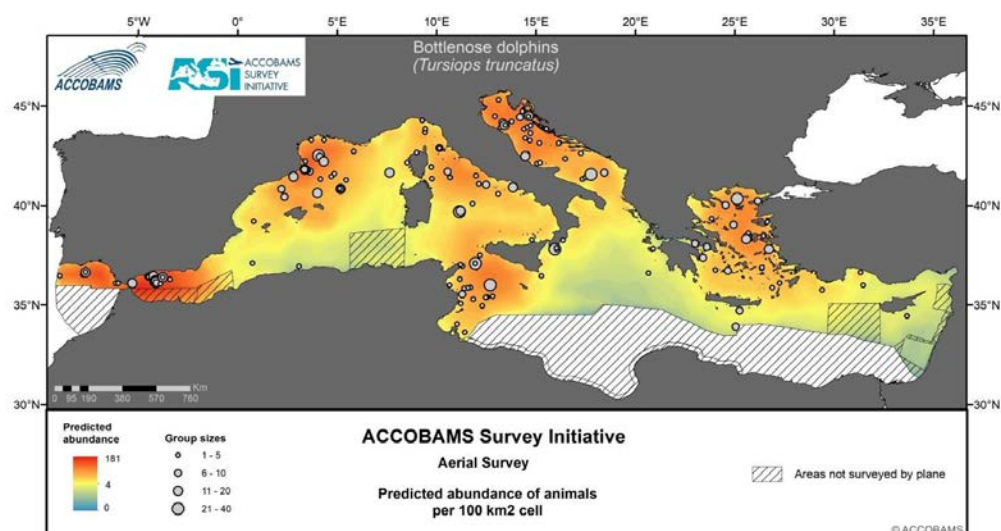 5°W 0° 5°E 10°E 15°E 20°E 25°E 30°E 35°E
Bottlenose dolphins
(Tursiops truncatus)
ACCOBAMS
ASI ACCOBAMS
SURVEY
INITIATIVE
45°N 45°N
40°N 40°N
35°N 35°N
30°N 30°N
Km
0 95 190 380 570 760
Predicted
abundance
181
4
0
Group sizes
1 - 5
6 - 10
11 - 20
21 - 40
ACCOBAMS Survey Initiative
Aerial Survey
Predicted abundance of animals
per 100 km2 cell
Areas not surveyed by plane
© ACCOBAMS